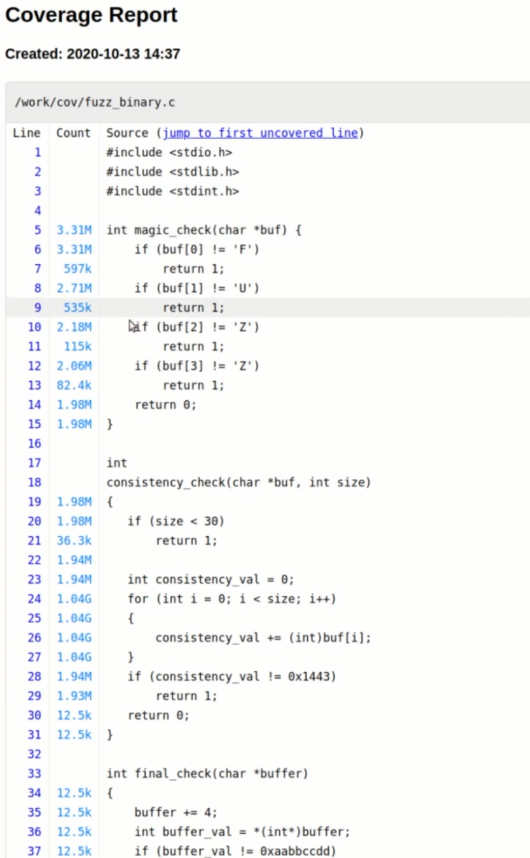 Coverage Report
Created: 2020-10-13 14:37
/work/cov/fuzz_binary.c
Line Count Source (jump to first uncovered line)
1 #include <stdio.h>
2 #include <stdlib.h>
3 #include <stdint.h>
4
5 3.31M int magic_check(char *buf) {
6 3.31M if (buf[0] != 'F')
7 597k return 1;
8 2.71M if (buf[1] != 'U')
9 535k return 1;
10 2.18M if (buf[2] != 'Z')
11 115k return 1;
12 2.06M if (buf[3] != 'Z')
13 82.4k return 1;
14 1.98M return 0;
15 1.98M }
16
17 int
18 consistency_check(char *buf, int size)
19 1.98M {
20 1.98M if (size < 30)
21 36.3k return 1;
22 1.94M
23 1.94M int consistency_val = 0;
24 1.04G for (int i = 0; i < size; i++)
25 1.04G {
26 1.04G consistency_val += (int)buf[i];
27 1.04G }
28 1.94M if (consistency_val != 0x1443)
29 1.93M return 1;
30 12.5k return 0;
31 12.5k }
32
33 int final_check(char *buffer)
34 12.5k {
35 12.5k buffer += 4;
36 12.5k int buffer_val = *(int*)buffer;
37 12.5k if (buffer_val != 0xaabbccdd)